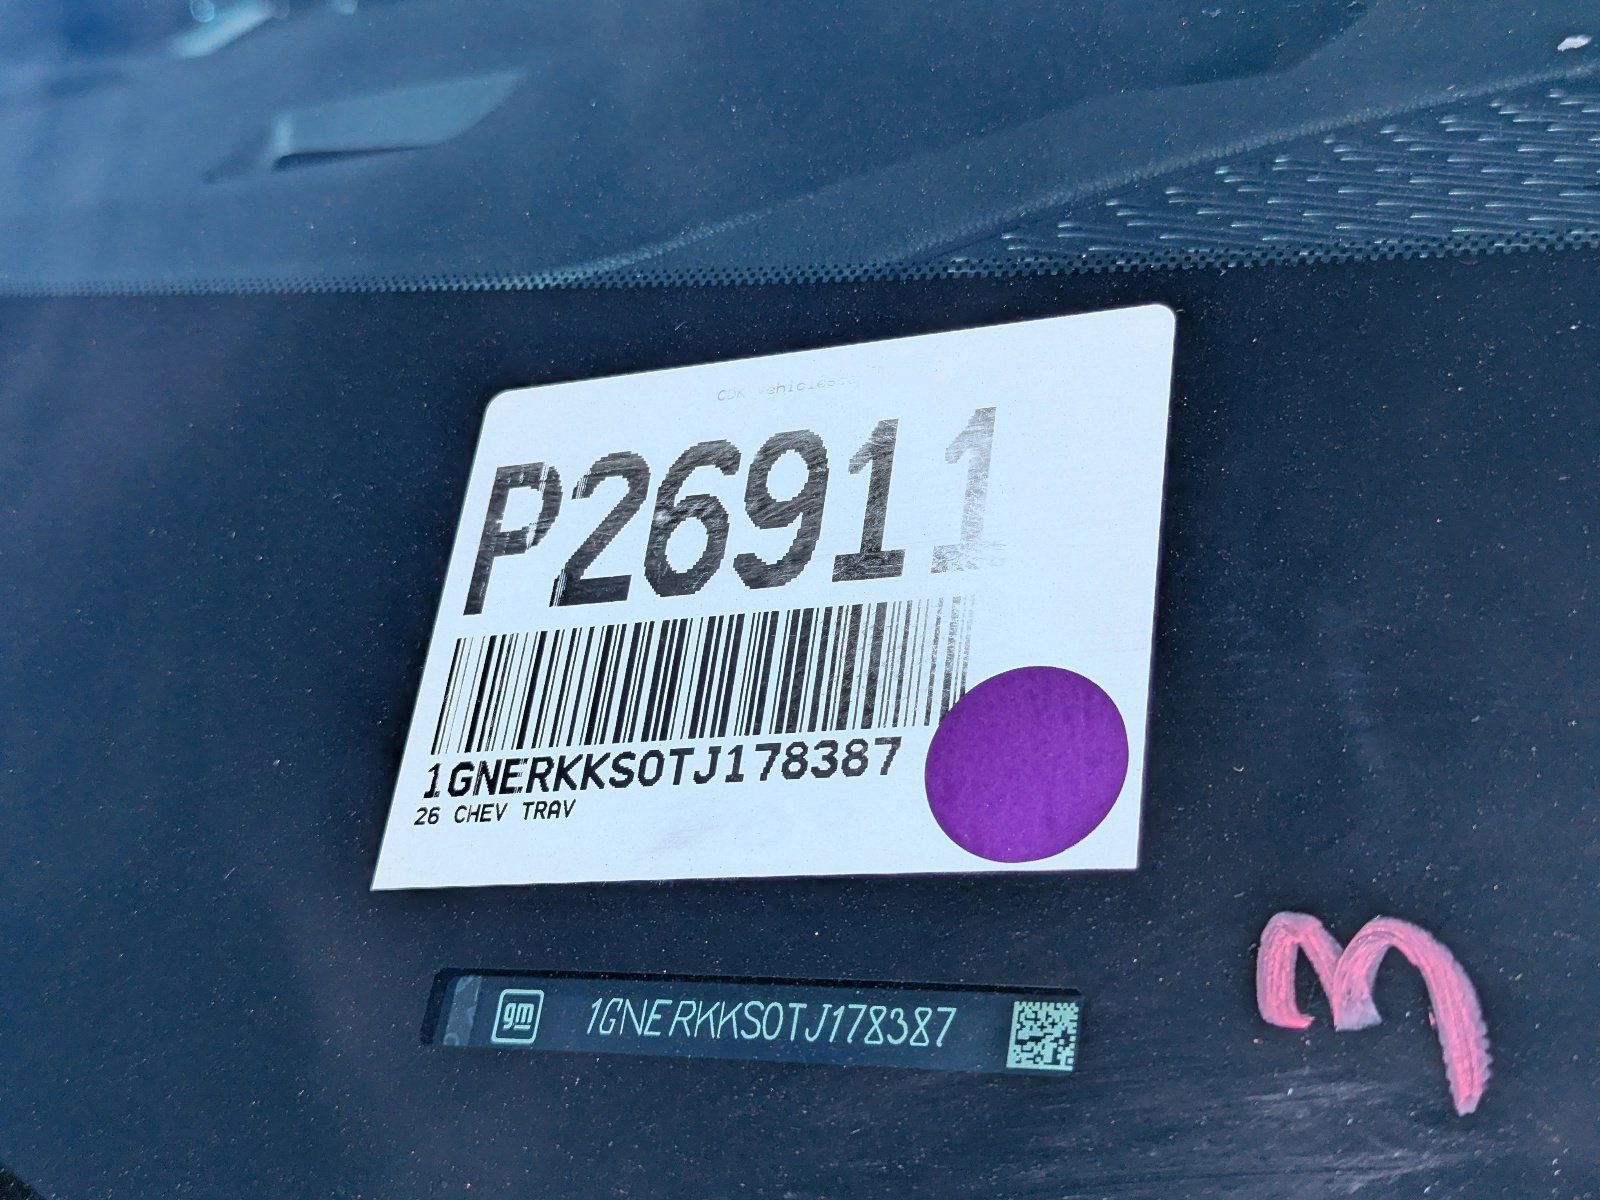 P26911
1GNERKKS0TJ178387
26 CHEV TRAV
gm 1GNERKKS0TJ178387
m